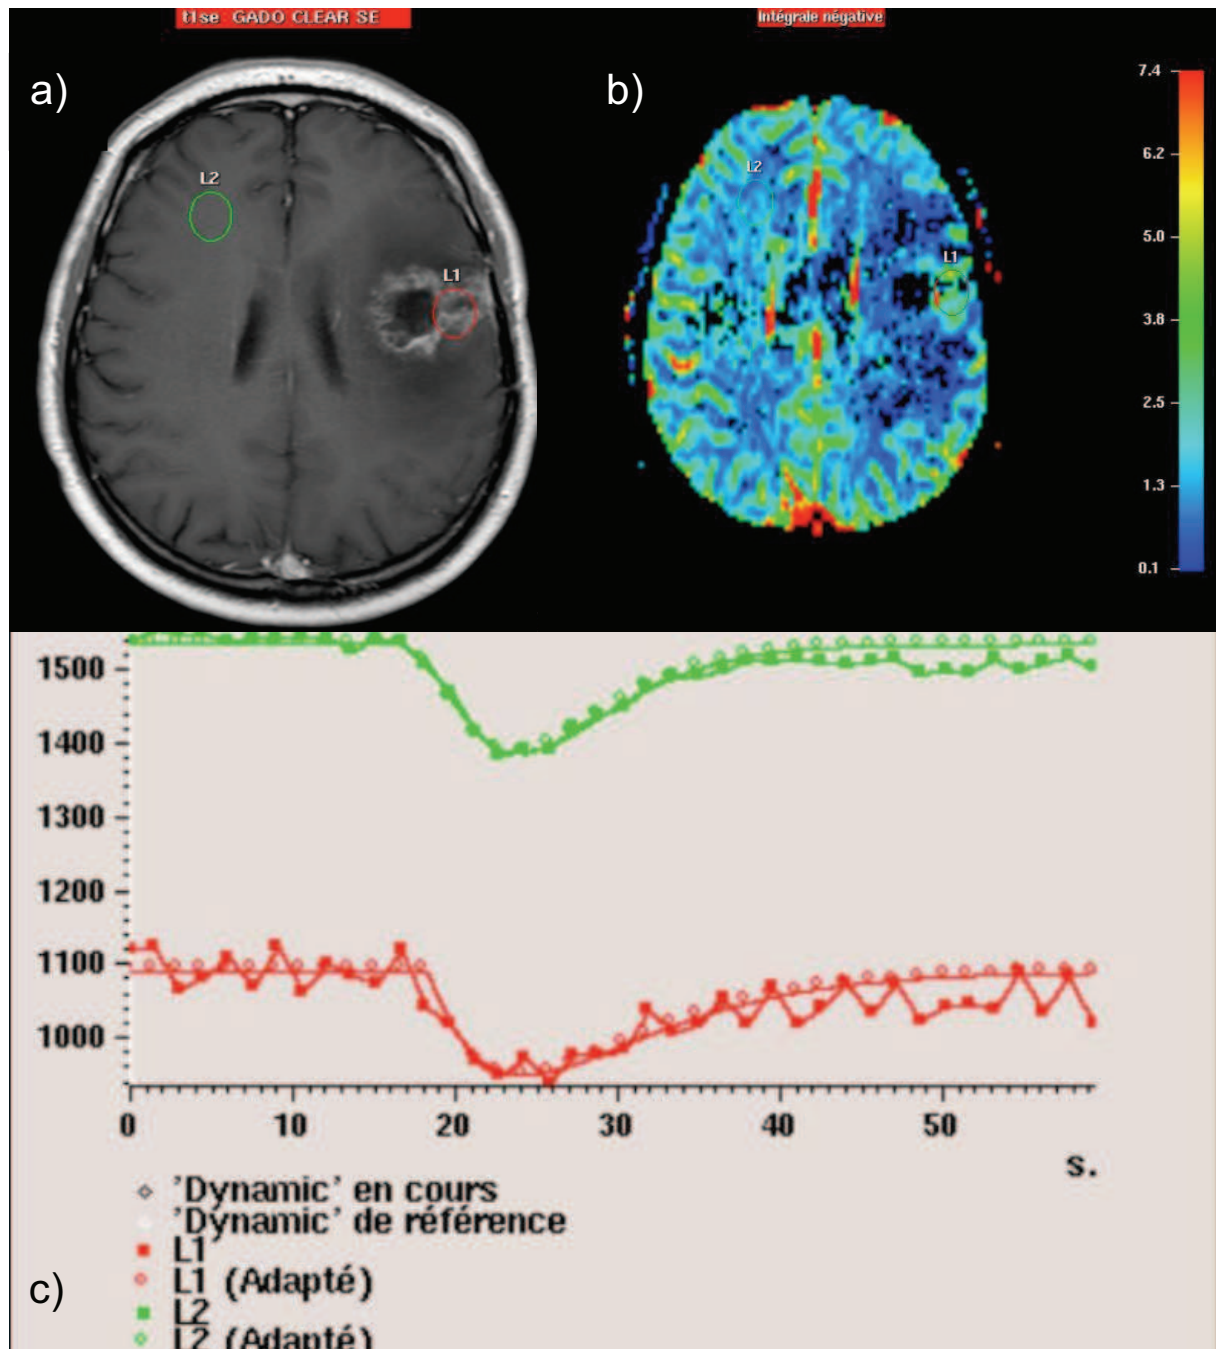 t1se GADO CLEAR SE
Intégrale négative
a)
b)
L2
L1
L2
L1
7.4
6.2
5.0
3.8
2.5
1.3
0.1
1500
1400
1300
1200
1100
1000
0 10 20 30 40 50
s.
'Dynamic' en cours
'Dynamic' de référence
L1
L1 (Adapté)
L2
L2 (Adapté)
c)